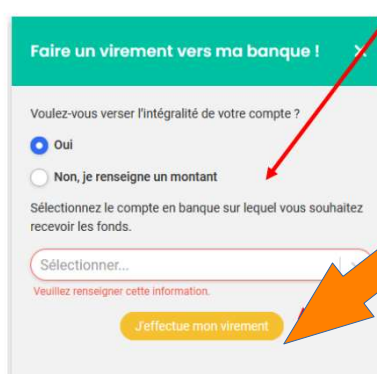 Faire un virement vers ma banque !
Voulez-vous verser l'intégralité de votre compte ?
Oui
Non, je renseigne un montant
Sélectionnez le compte en banque sur lequel vous souhaitez
recevoir les fonds.
Sélectionner...
Veuillez renseigner cette information.
J'effectue mon virement